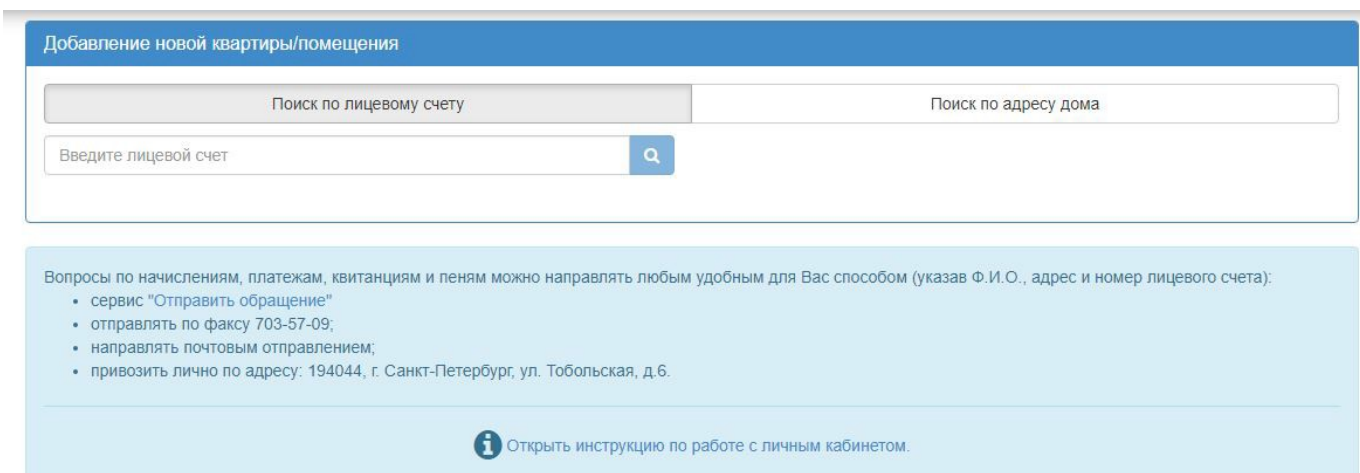 Добавление новой квартиры/помещения
Поиск по лицевому счету
Поиск по адресу дома
Введите лицевой счет
Вопросы по начислениям, платежам, квитанциям и пеням можно направлять любым удобным для Вас способом (указав Ф.И.О., адрес и номер лицевого счета):
• сервис "Отправить обращение"
• отправлять по факсу 703-57-09;
• направлять почтовым отправлением;
• привозить лично по адресу: 194044, г. Санкт-Петербург, ул. Тобольская, д.6.
Открыть инструкцию по работе с личным кабинетом.